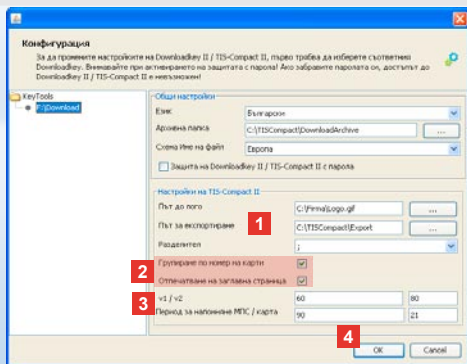 Конфигурация
За да промените настройките на Downloadkey II / TIS-Compact II, първо трябва да изберете съответния
Downloadkey. Внимавайте при активирането на защитата с парола! Ако забравите паролата си, достъпът до
Downloadkey II / TIS-Compact II е невъзможен!
KeyTools
F:\Download
Общи настройки
Език
Български
Архивна папка
C:\TISCompact\DownloadArchive
...
Схема Име на файл
Европа
Защита на Downloadkey II / TIS-Compact II с парола
Настройки на TIS-Compact II
Път до лого
C:\Firma\Logo.gif
...
1
Път за експортиране
C:\TISCompact\Export
...
Разделител
;
2
Групиране по номер на карти
Отпечатване на заглавна страница
3
v1 / v2
60
80
Период за напомняне МПС / карта
90
21
4
OK
Cancel